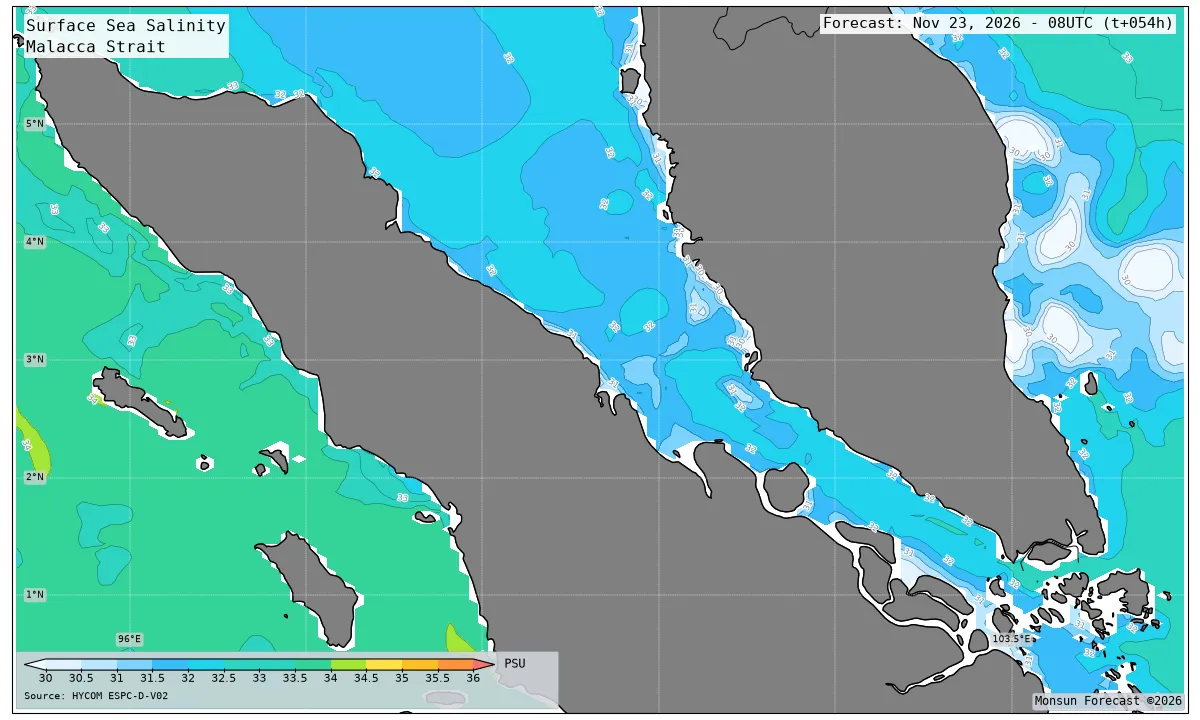 Surface Sea Salinity
Malacca Strait
Forecast: Nov 23, 2026 - 08UTC (t+054h)
5°N
4°N
3°N
2°N
1°N
96°E
103.5°E
PSU
30 30.5 31 31.5 32 32.5 33 33.5 34 34.5 35 35.5 36
Source: HYCOM ESPC-D-V02
Monsun Forecast ©2026